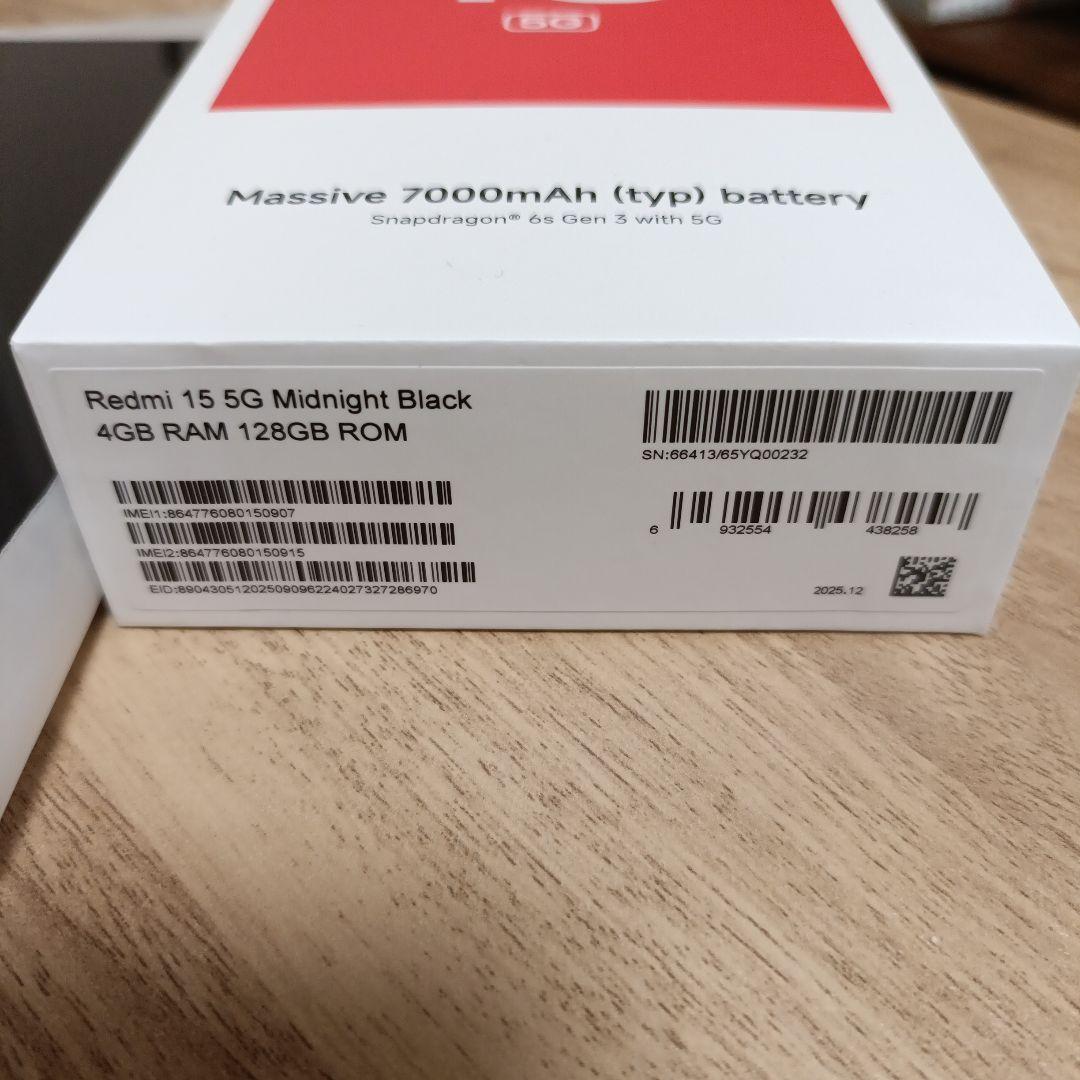 5G
Massive 7000mAh (typ) battery
Snapdragon® 6s Gen 3 with 5G
Redmi 15 5G Midnight Black
4GB RAM 128GB ROM
SN:66413/65YQ00232
IMEI1:864776080150907
6 932554 438258
IMEI2:864776080150915
EID:89043051202509096224027327286970
2025.12